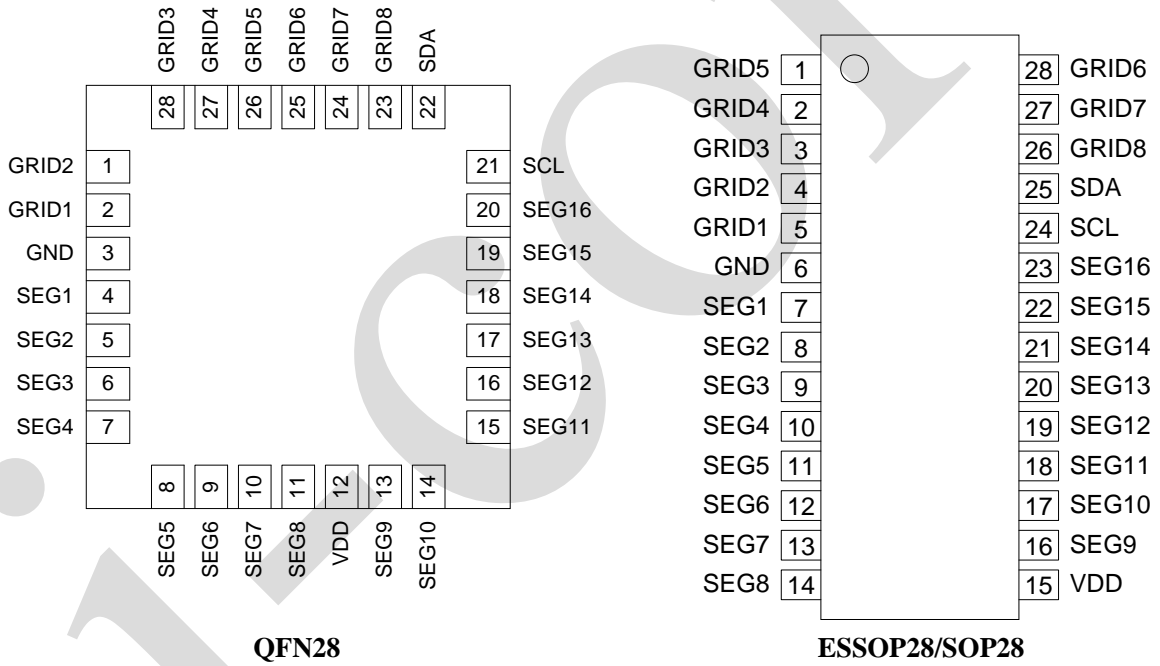 GRID3 GRID4 GRID5 GRID6 GRID7 GRID8 SDA
28 27 26 25 24 23 22
GRID2 1
GRID1 2
GND 3
SEG1 4
SEG2 5
SEG3 6
SEG4 7
21 SCL
20 SEG16
19 SEG15
18 SEG14
17 SEG13
16 SEG12
15 SEG11
8 9 10 11 12 13 14
SEG5 SEG6 SEG7 SEG8 VDD SEG9 SEG10
QFN28
GRID5 1
GRID4 2
GRID3 3
GRID2 4
GRID1 5
GND 6
SEG1 7
SEG2 8
SEG3 9
SEG4 10
SEG5 11
SEG6 12
SEG7 13
SEG8 14
28 GRID6
27 GRID7
26 GRID8
25 SDA
24 SCL
23 SEG16
22 SEG15
21 SEG14
20 SEG13
19 SEG12
18 SEG11
17 SEG10
16 SEG9
15 VDD
ESSOP28/SOP28